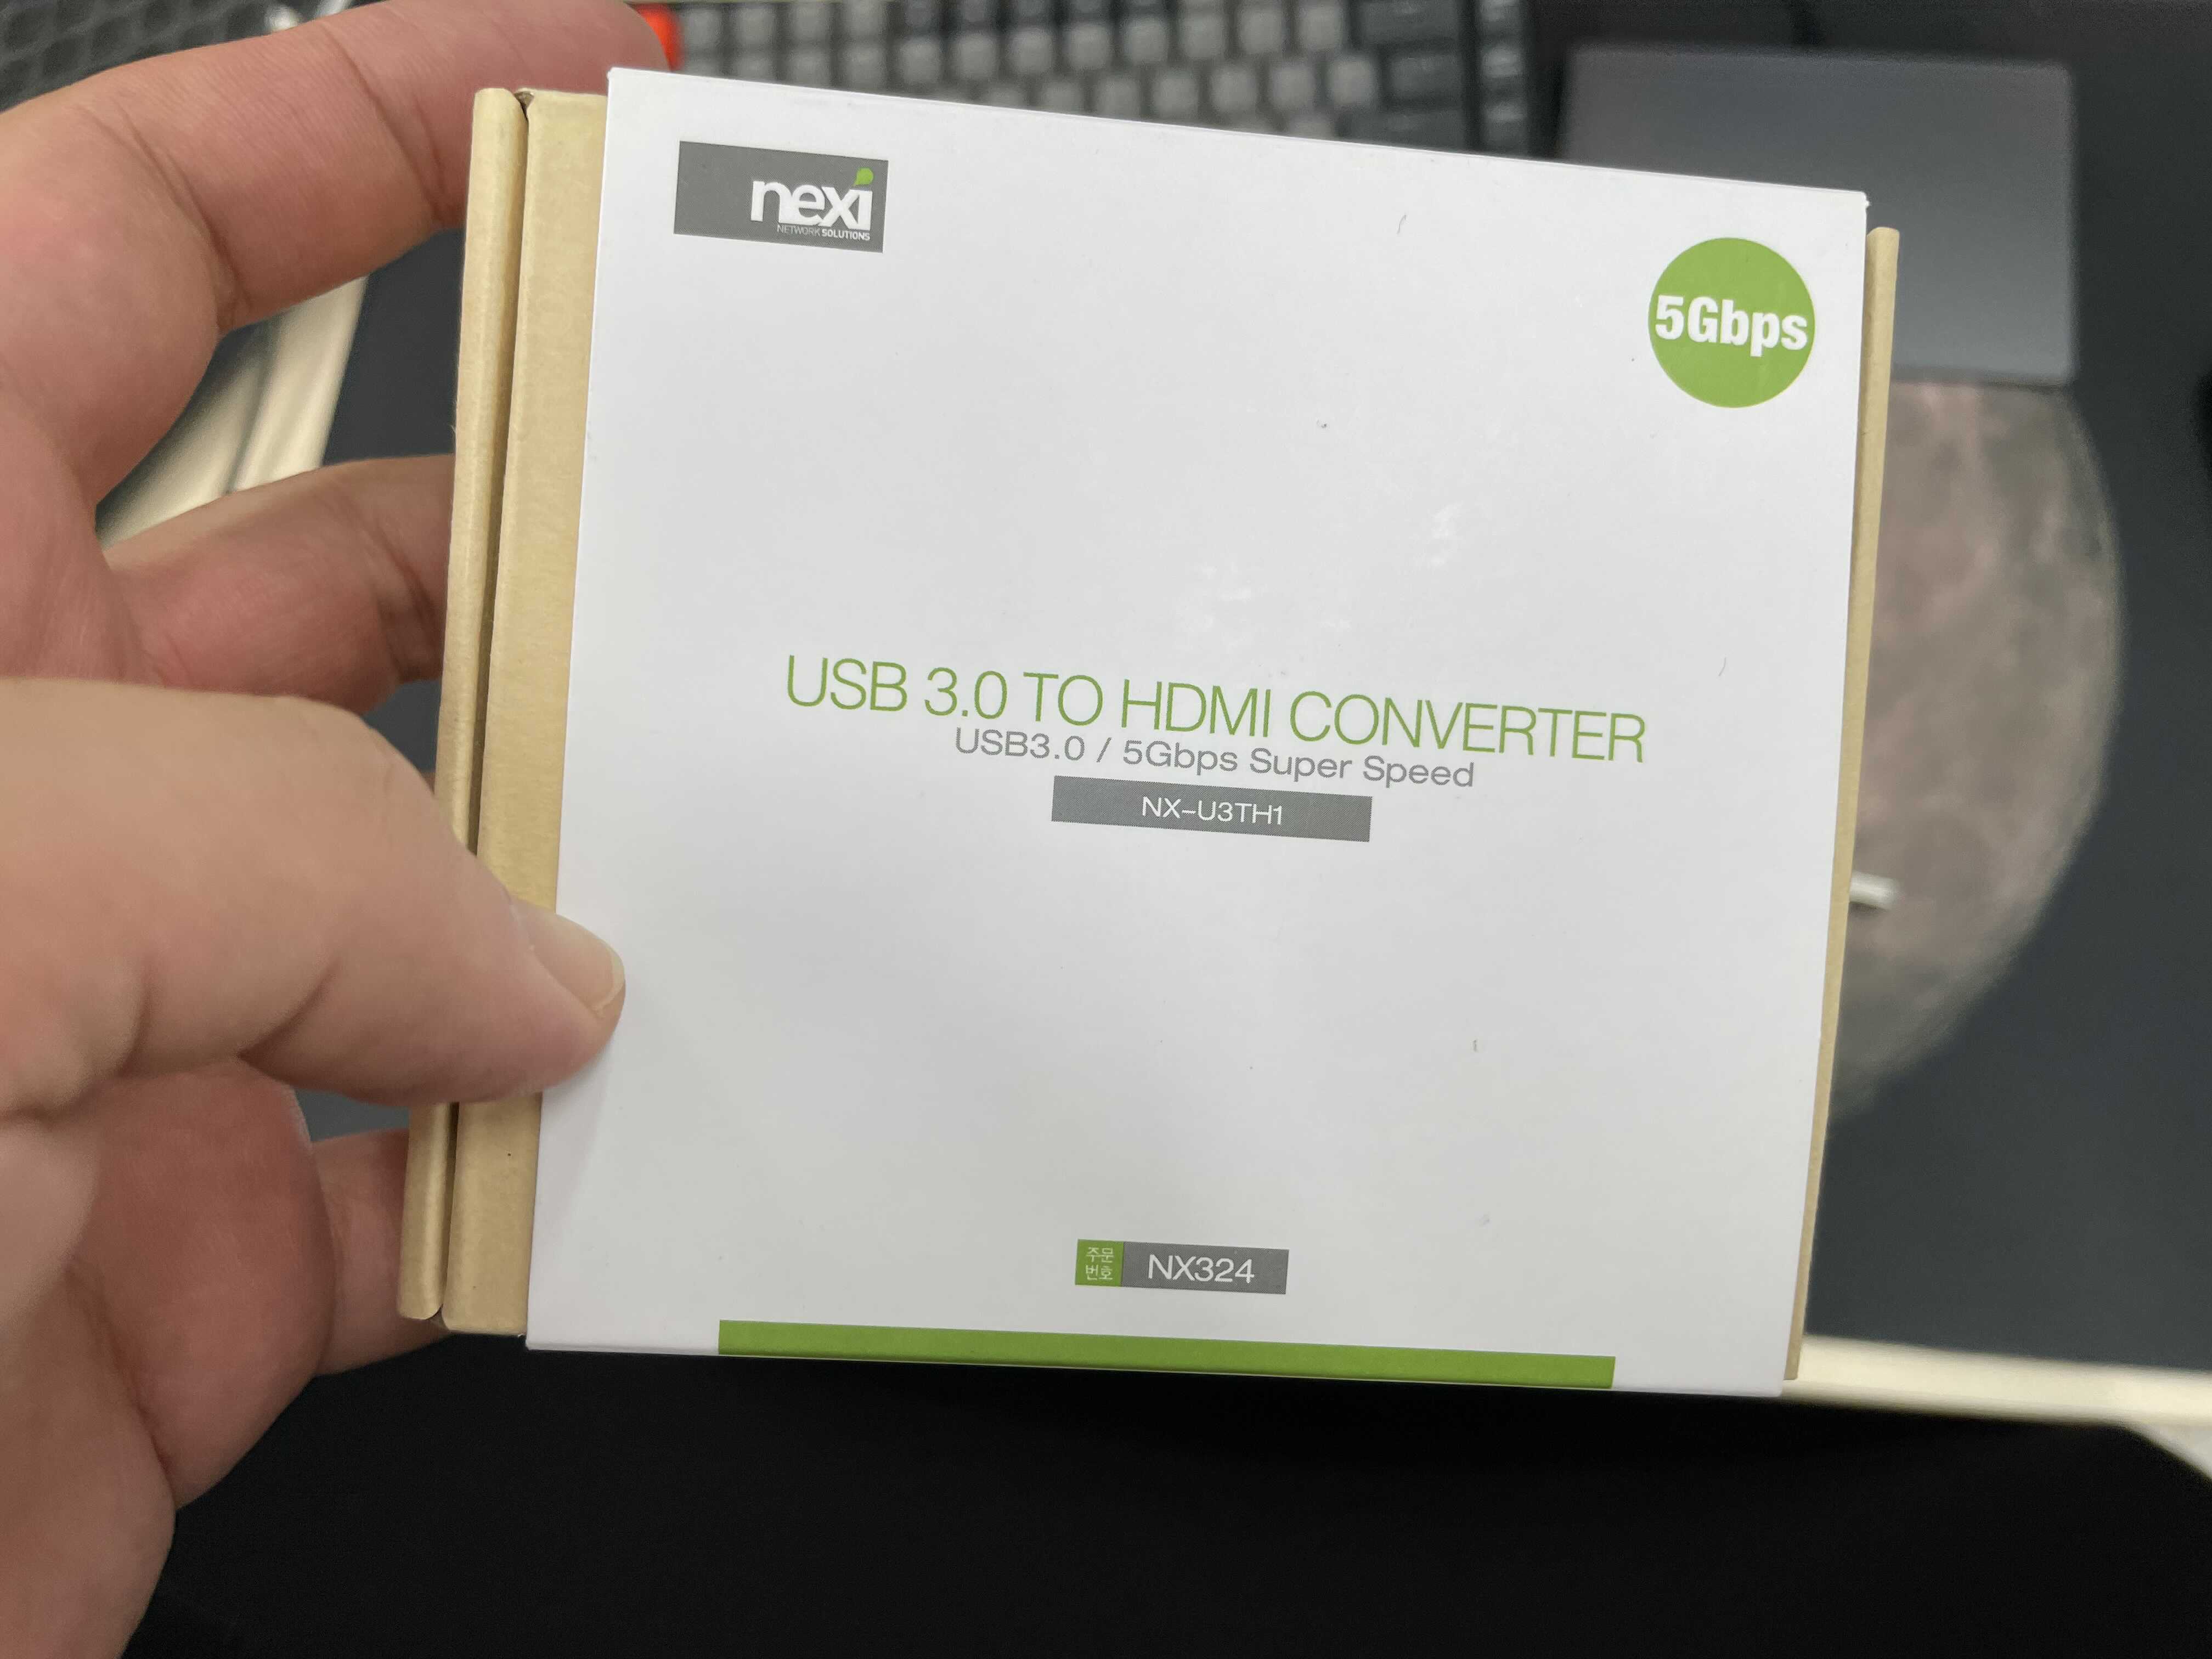 nexi
NETWORK SOLUTIONS
5Gbps
USB 3.0 TO HDMI CONVERTER
USB3.0 / 5Gbps Super Speed
NX-U3TH1
주문
번호
NX324